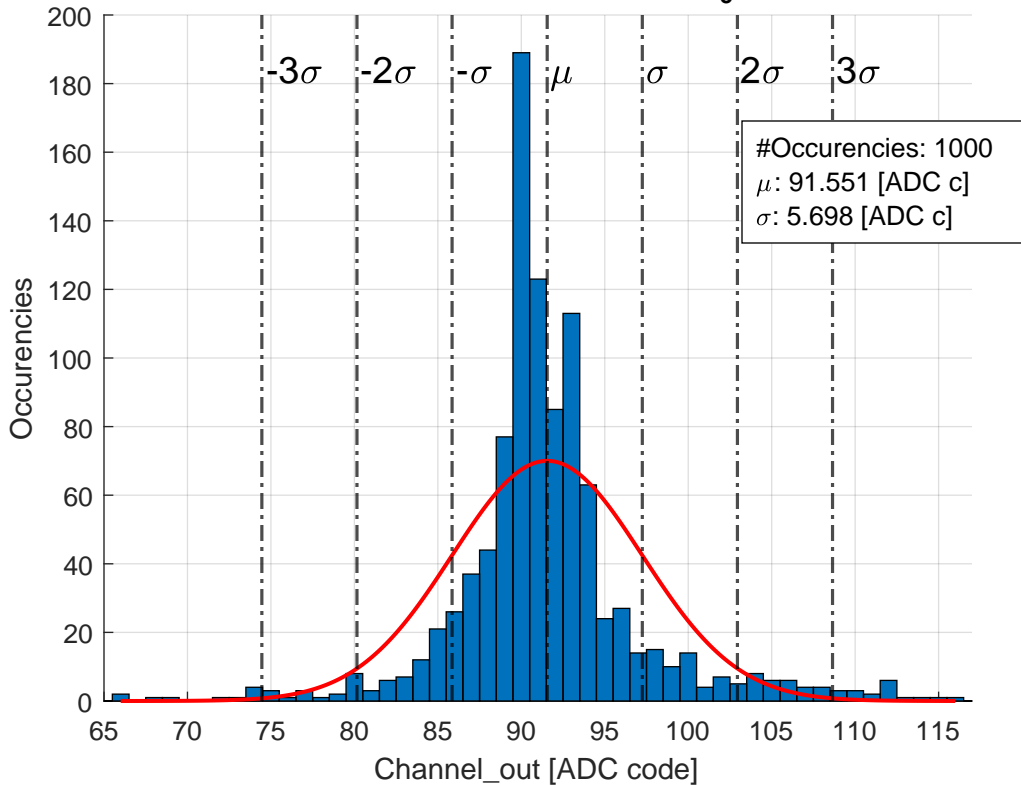 200
180
160
140
120
100
80
60
40
20
0
Occurencies
-3σ -2σ -σ μ σ 2σ 3σ
#Occurencies: 1000
μ: 91.551 [ADC c]
σ: 5.698 [ADC c]
65 70 75 80 85 90 95 100 105 110 115
Channel_out [ADC code]